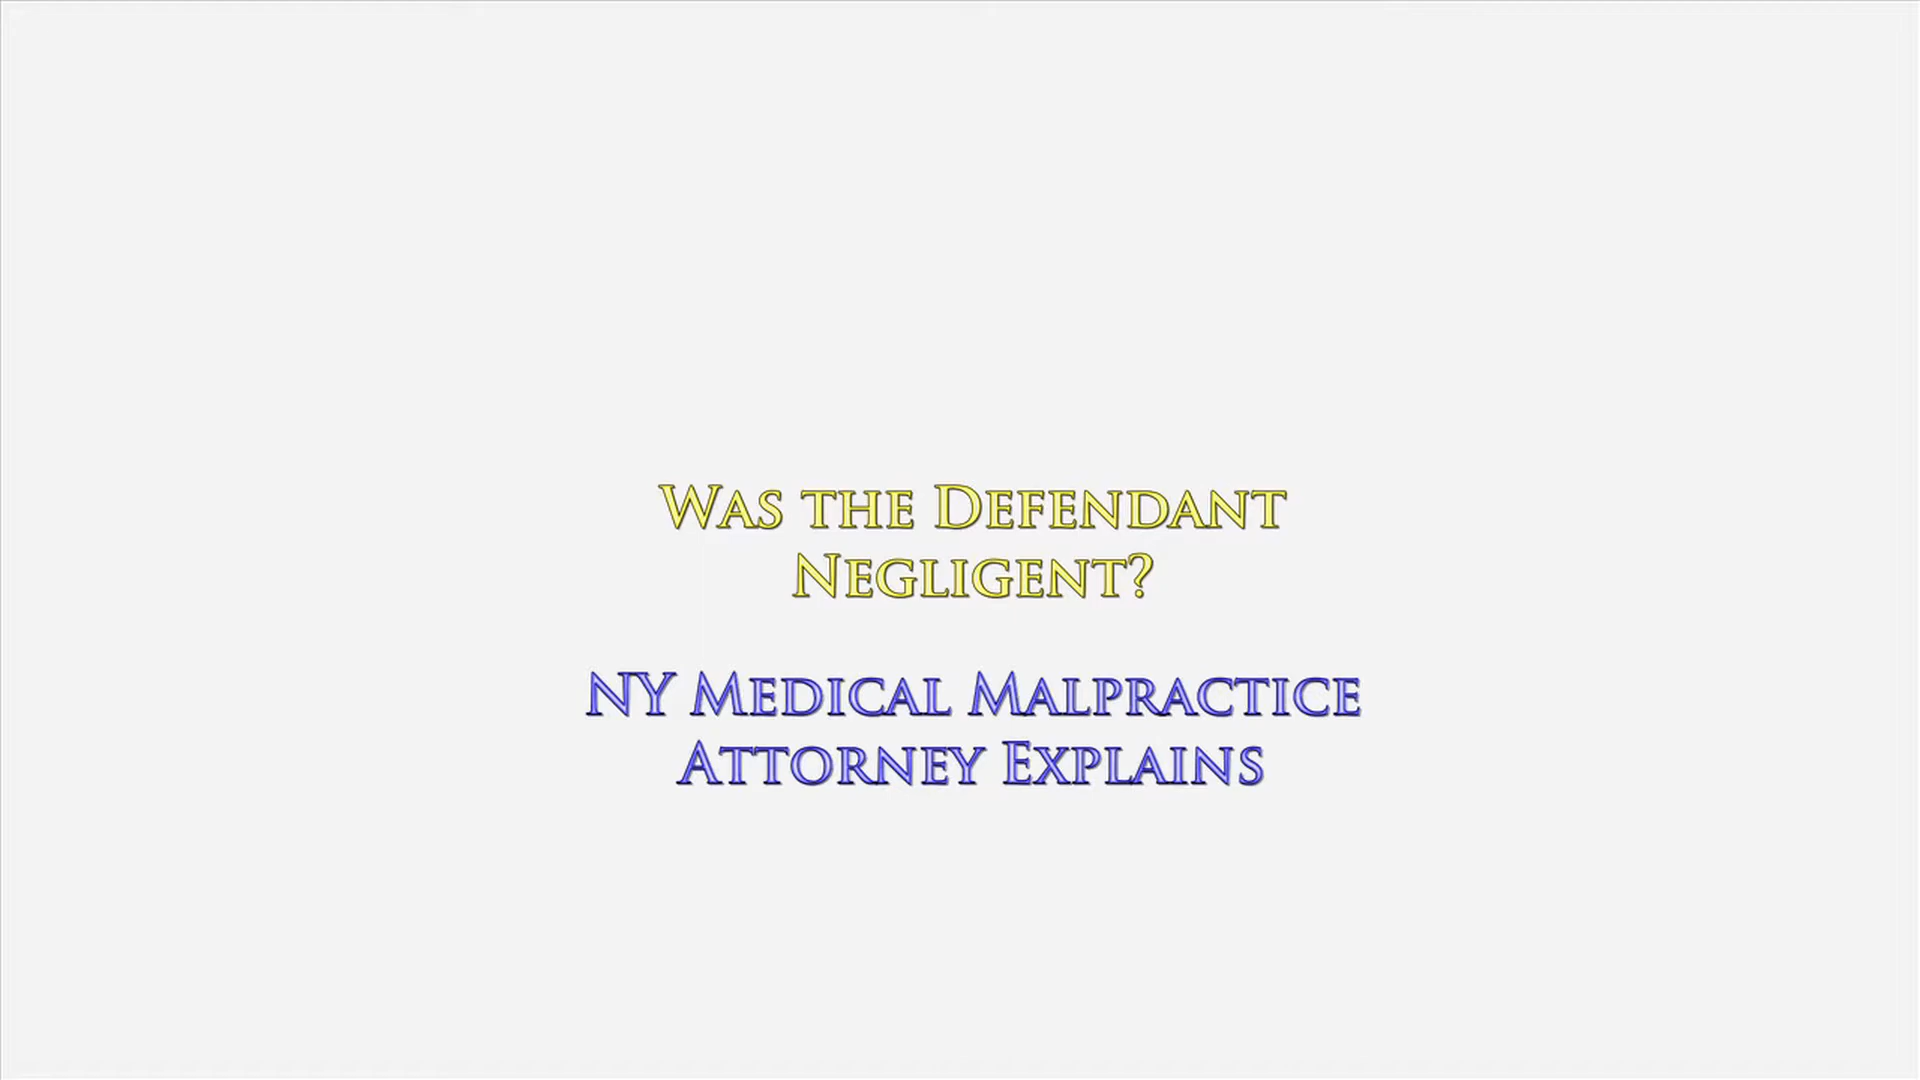 Was the Defendant
Negligent?
NY Medical Malpractice
Attorney Explains